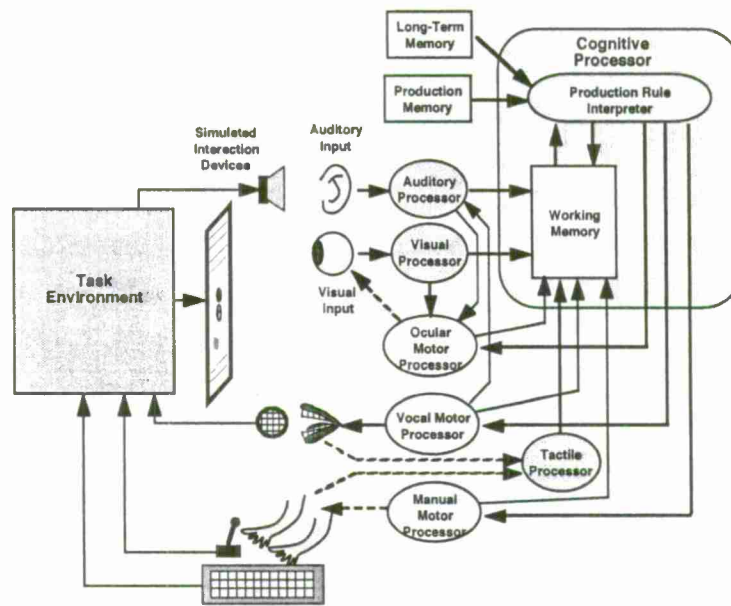 Long-Term
Memory
Cognitive
Processor
Production
Memory
Production Rule
Interpreter
Simulated
Interection
Devices
Auditory
Input
Auditory
Processor
Working
Memory
Visual
Processor
Task
Environment
Visual
Input
Ocular
Motor
Processor
Vocal Motor
Processor
Tactile
Processor
Manual
Motor
Processor